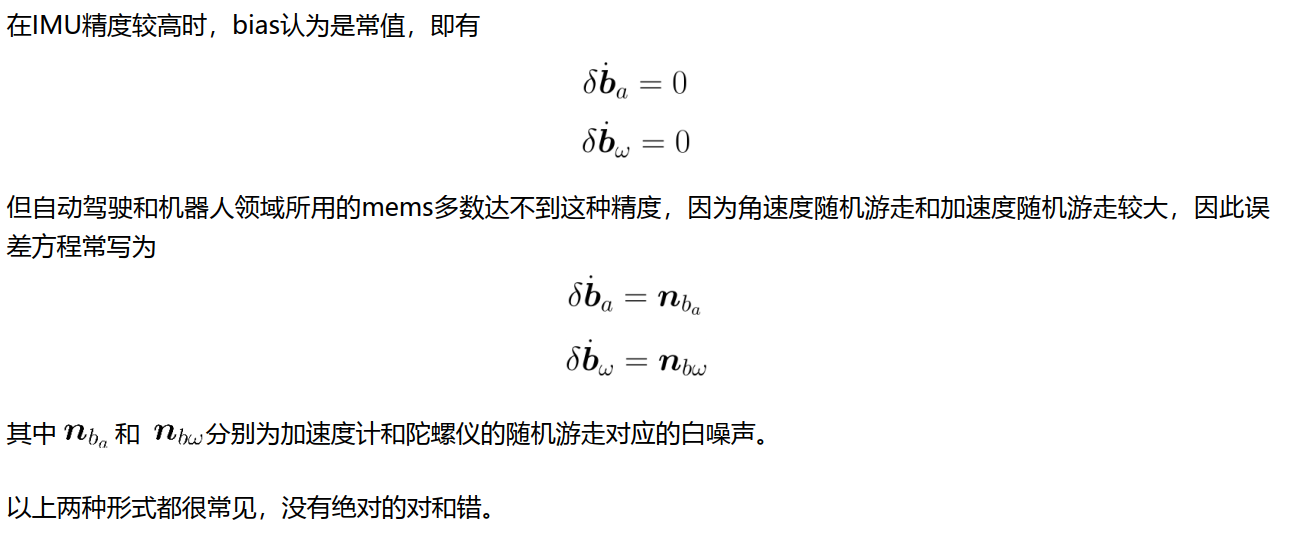 在IMU精度较高时，bias认为是常值，即有
$\delta \dot{\boldsymbol{b}}_a = 0$
$\delta \dot{\boldsymbol{b}}_\omega = 0$
但自动驾驶和机器人领域所用的mems多数达不到这种精度，因为角速度随机游走和加速度随机游走较大，因此误
差方程常写为
$\delta \dot{\boldsymbol{b}}_a = \boldsymbol{n}_{b_a}$
$\delta \dot{\boldsymbol{b}}_\omega = \boldsymbol{n}_{b\omega}$
其中 $\boldsymbol{n}_{b_a}$ 和 $\boldsymbol{n}_{b\omega}$分别为加速度计和陀螺仪的随机游走对应的白噪声。
以上两种形式都很常见，没有绝对的对和错。